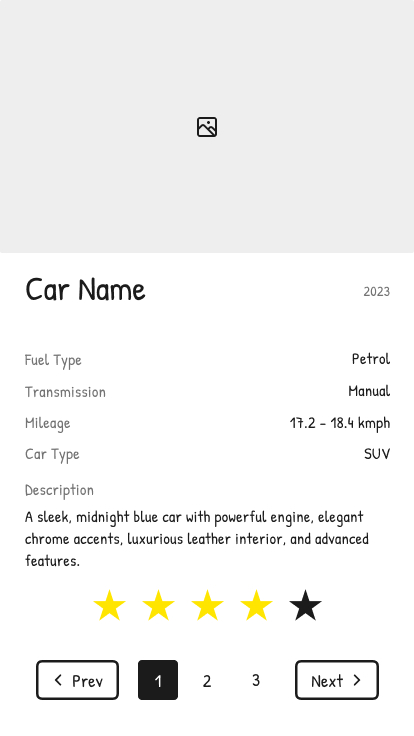 Car Name
2023
Fuel Type Petrol
Transmission Manual
Mileage 17.2 - 18.4 kmph
Car Type SUV
Description
A sleek, midnight blue car with powerful engine, elegant
chrome accents, luxurious leather interior, and advanced
features.
Prev 1 2 3 Next